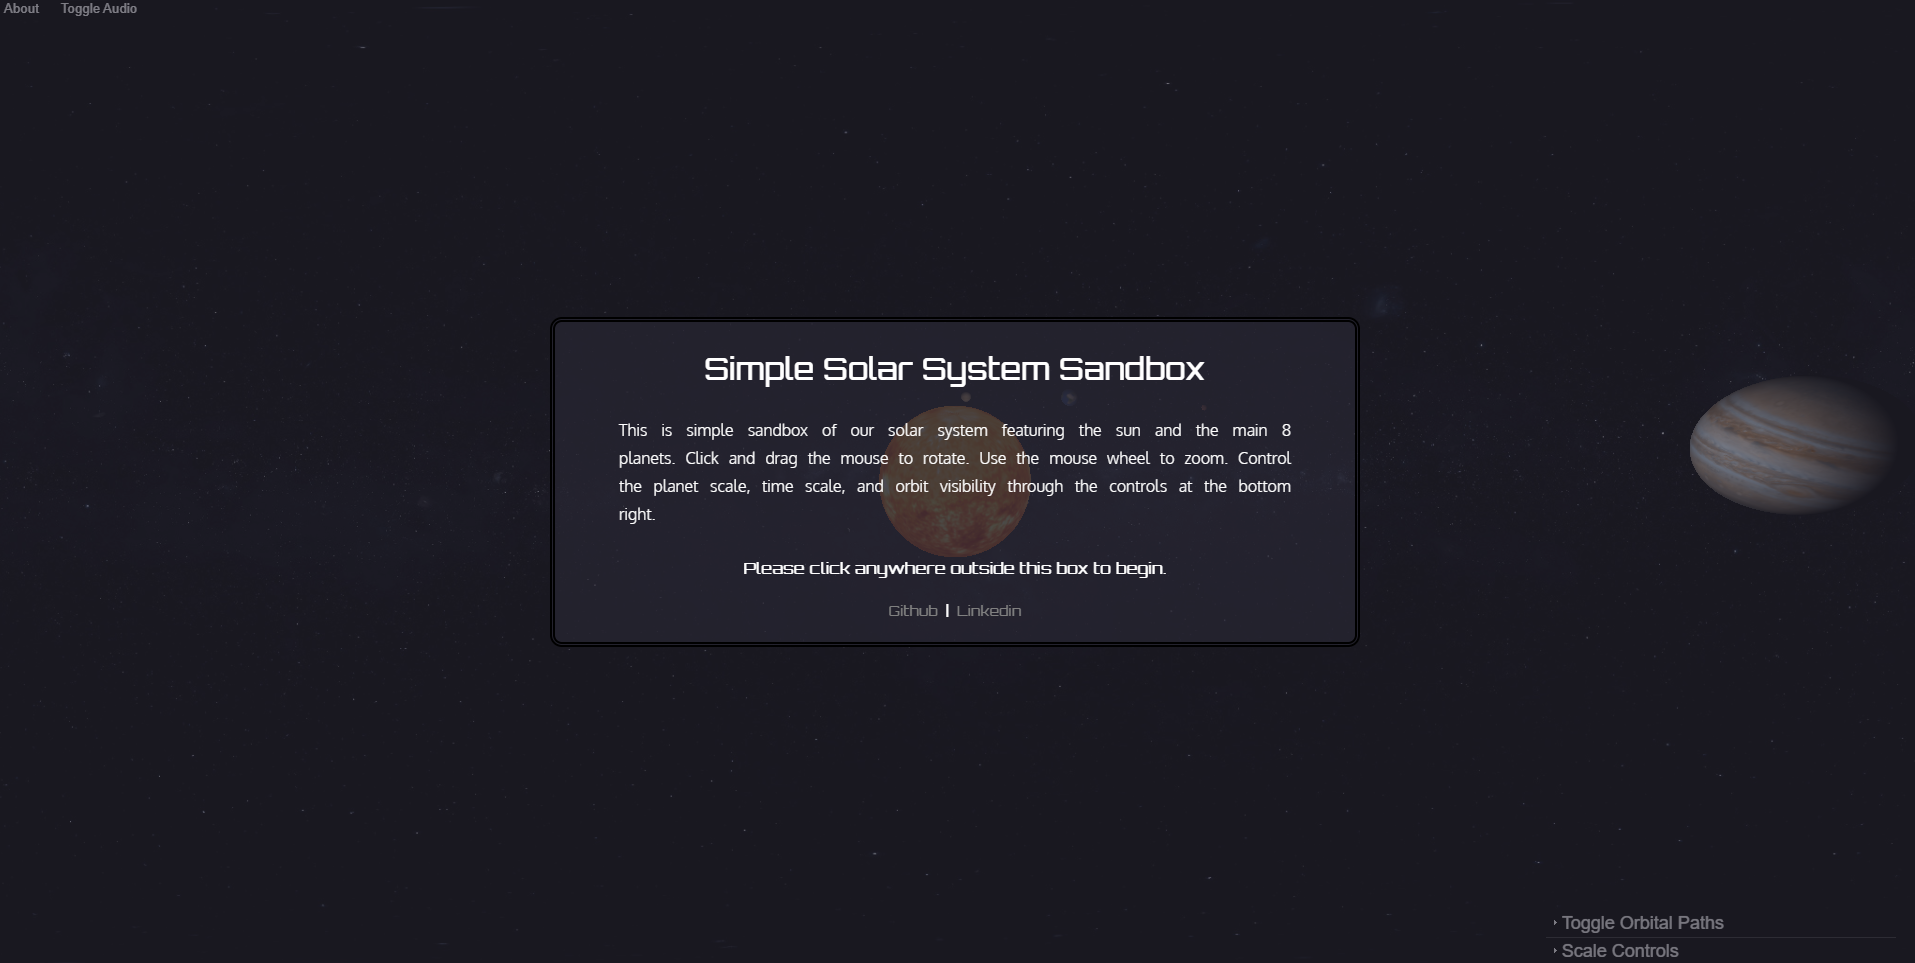 About Toggle Audio
Simple Solar System Sandbox
This is simple sandbox of our solar system featuring the sun and the main 8
planets. Click and drag the mouse to rotate. Use the mouse wheel to zoom. Control
the planet scale, time scale, and orbit visibility through the controls at the bottom
right.
Please click anywhere outside this box to begin.
Github | Linkedin
Toggle Orbital Paths
Scale Controls